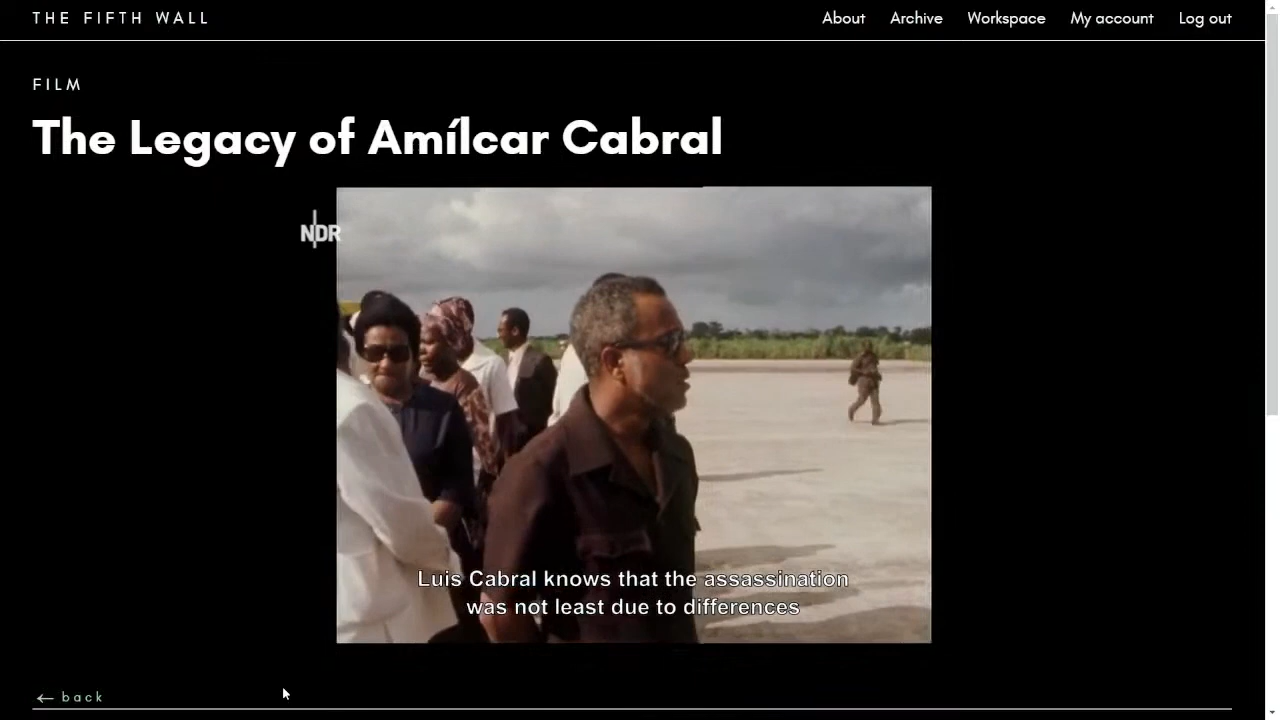 THE FIFTH WALL
About
Archive
Workspace
My account
Log out
FILM
The Legacy of Amílcar Cabral
NDR
Luis Cabral knows that the assassination
was not least due to differences
← back